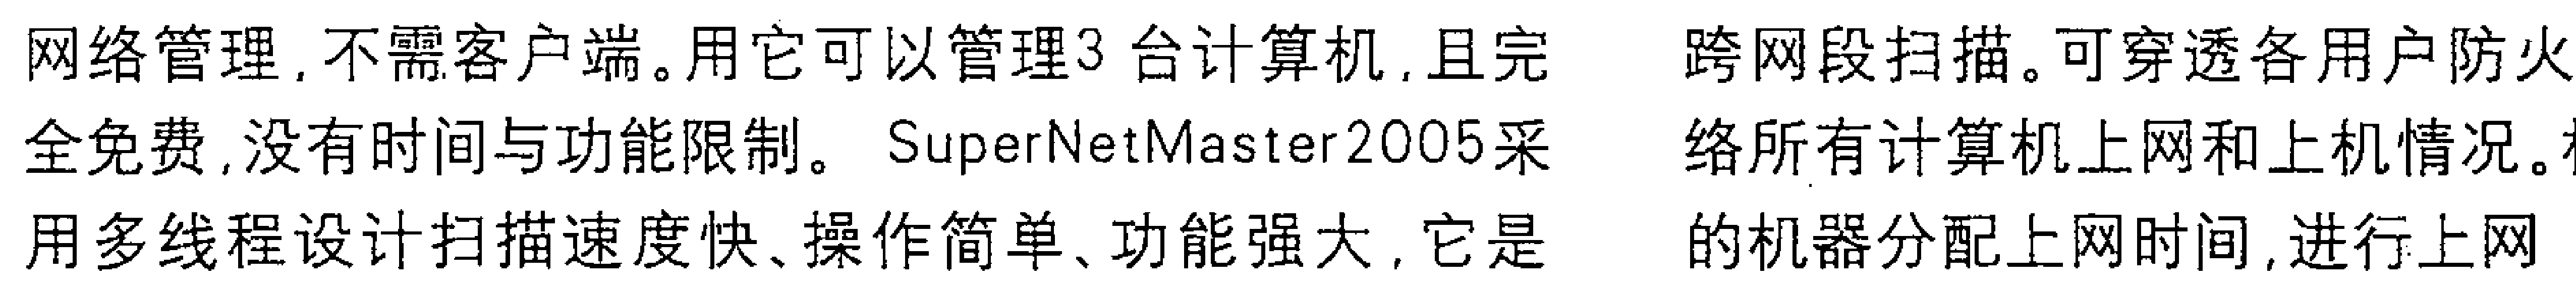 网络管理,不需客户端。用它可以管理3台计算机,且完
全免费,没有时间与功能限制。 SuperNetMaster2005采
用多线程设计扫描速度快、操作简单、功能强大,它是
跨网段扫描。可穿透各用户防火
络所有计算机上网和上机情况。
的机器分配上网时间,进行上网